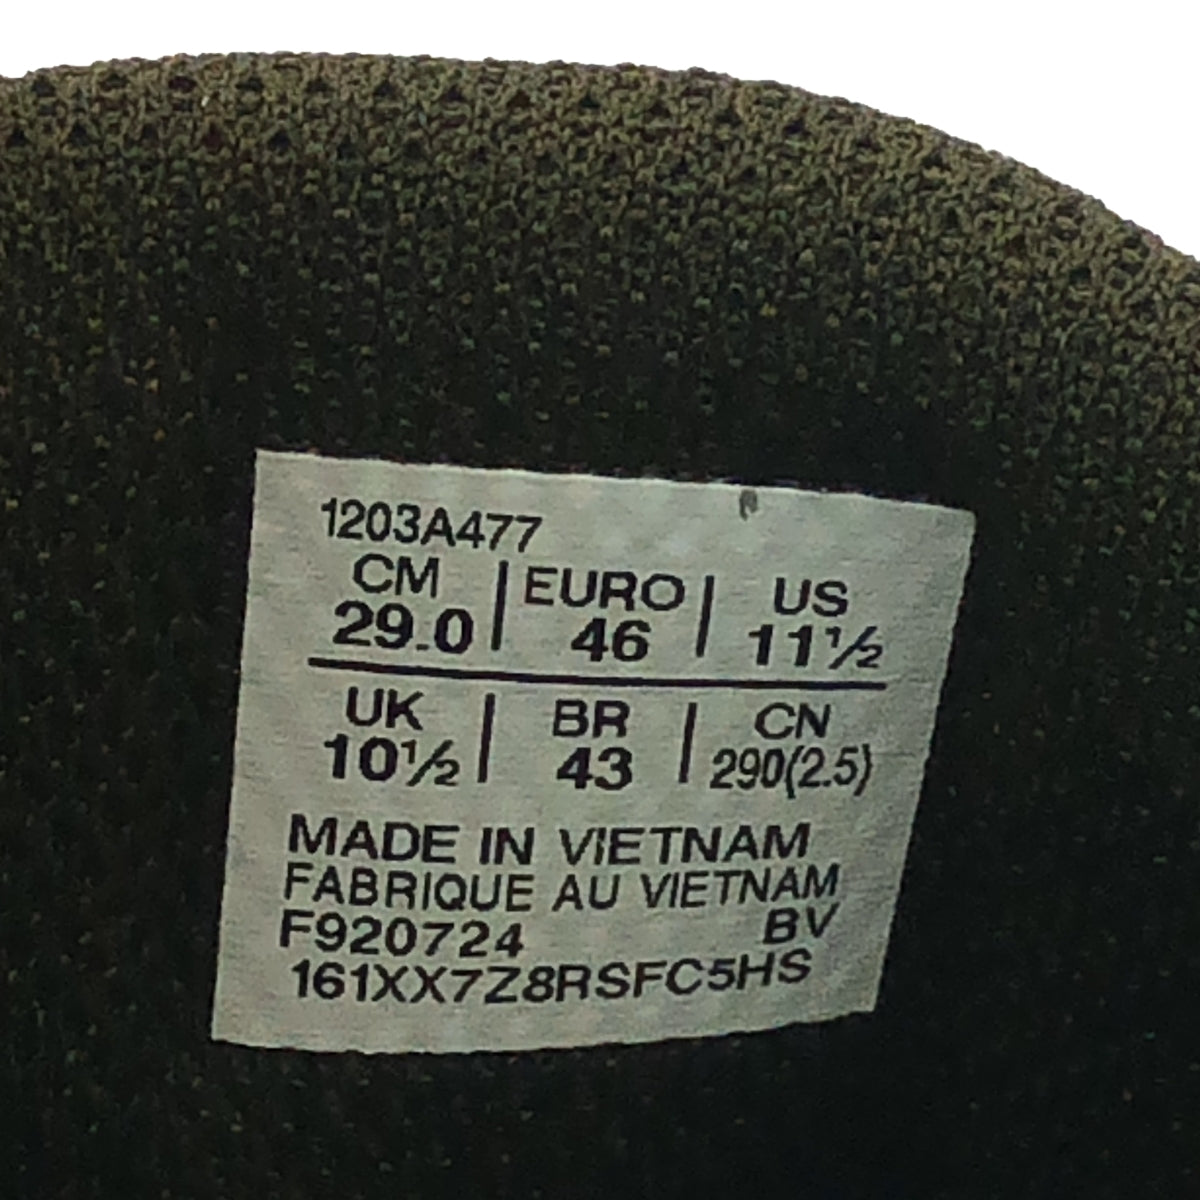 1203A477
CM | EURO | US
29.0 | 46 | 11½
UK | BR | CN
10½ | 43 | 290(2.5)
MADE IN VIETNAM
FABRIQUE AU VIETNAM
F920724 BV
161XX7Z8RSFC5HS